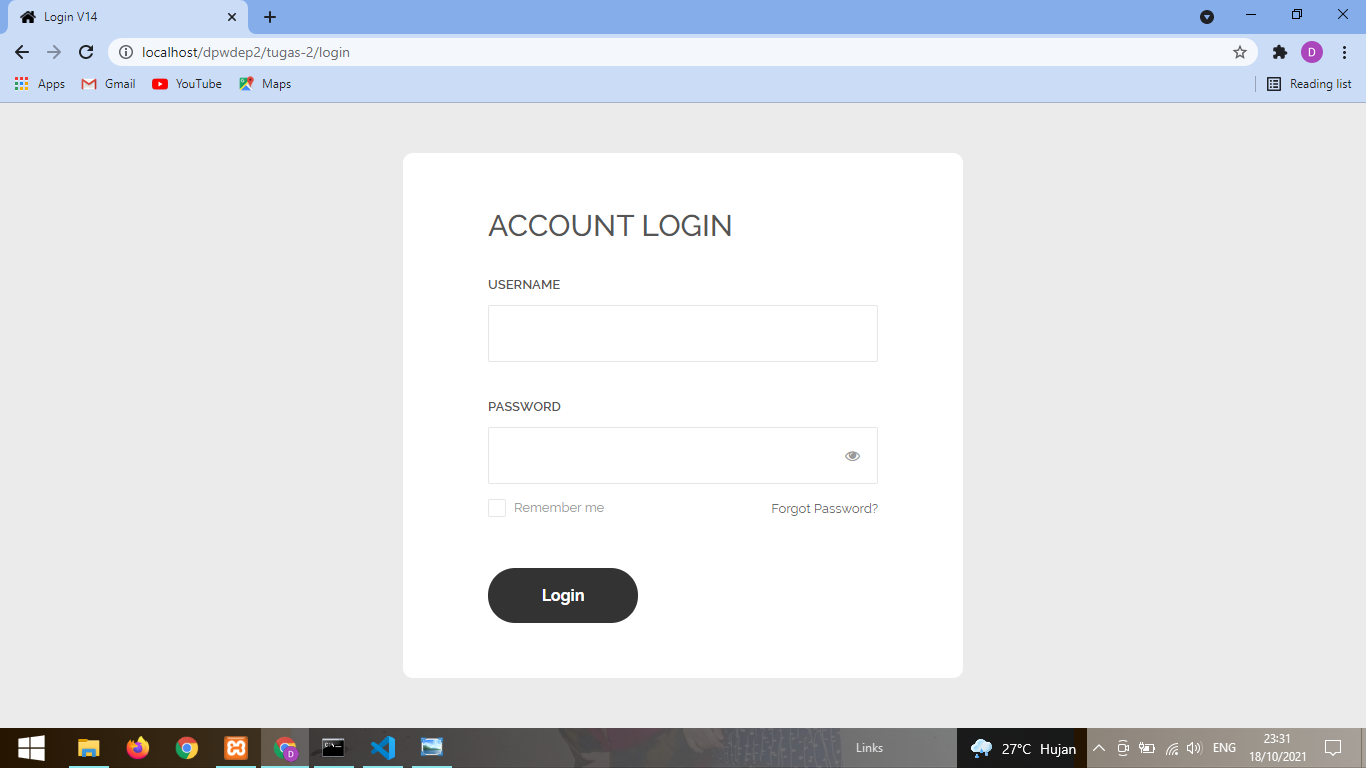 Login V14
localhost/dpwdep2/tugas-2/login
D
Apps Gmail YouTube Maps Reading list
ACCOUNT LOGIN
USERNAME
PASSWORD
Remember me Forgot Password?
Login
D
Links
27°C Hujan
ENG
23:31
18/10/2021